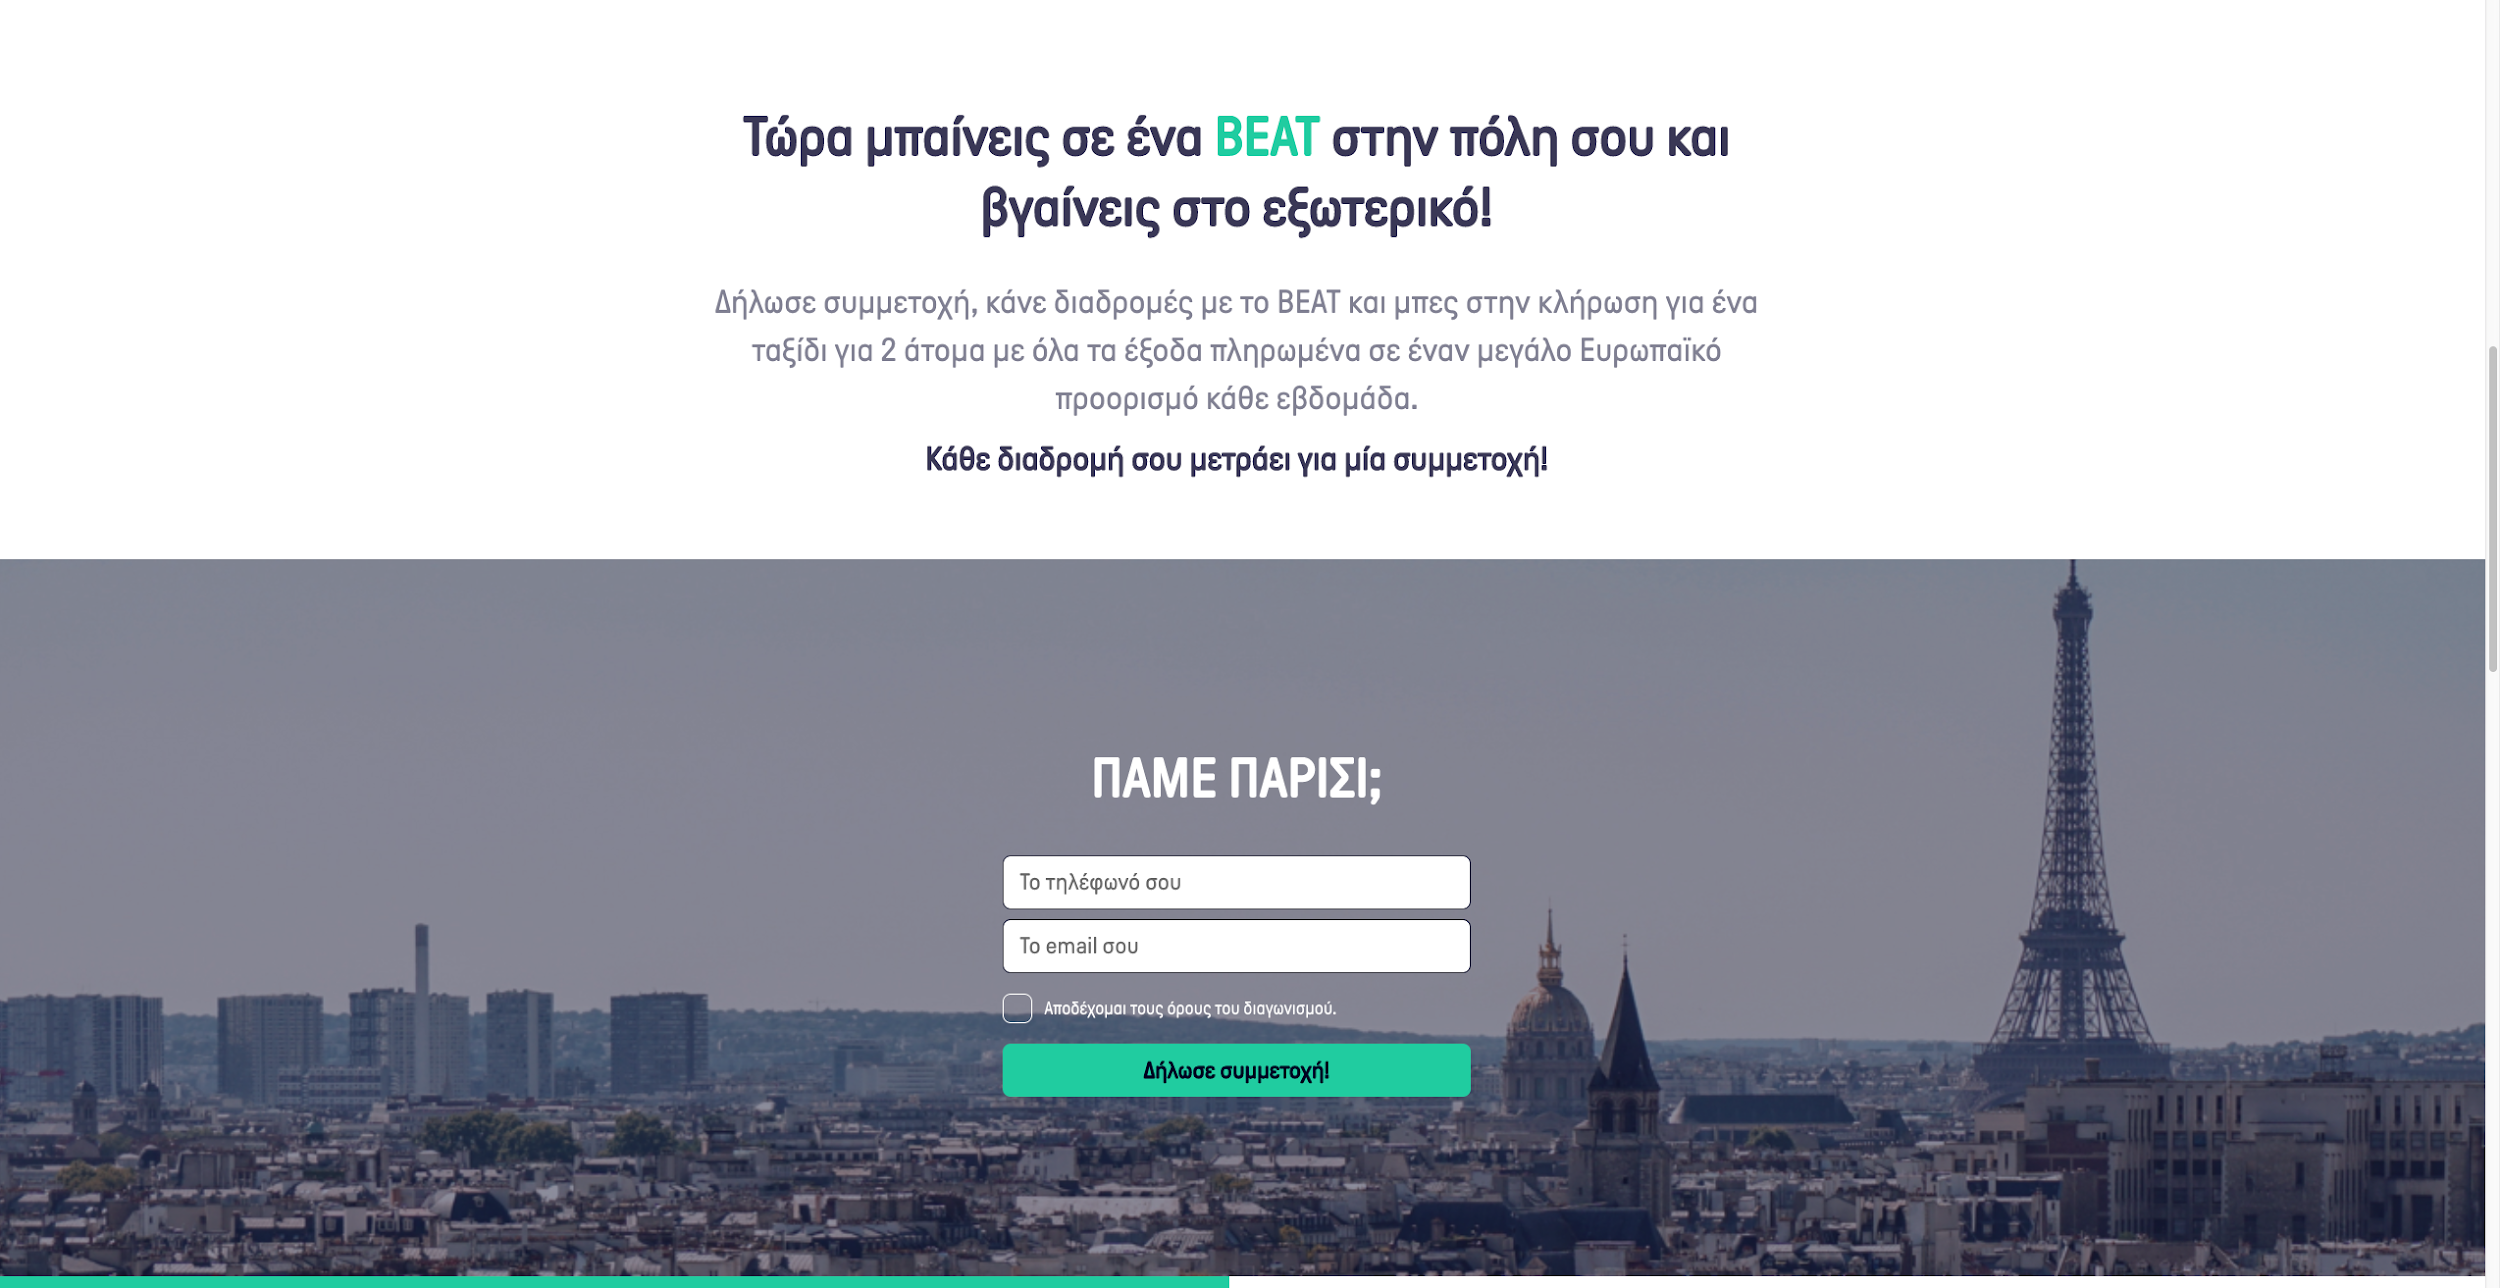 Τώρα μπαίνεις σε ένα BEAT στην πόλη σου και
βγαίνεις στο εξωτερικό!
Δήλωσε συμμετοχή, κάνε διαδρομές με το BEAT και μπες στην κλήρωση για ένα
ταξίδι για 2 άτομα με όλα τα έξοδα πληρωμένα σε έναν μεγάλο Ευρωπαϊκό
προορισμό κάθε εβδομάδα.
Κάθε διαδρομή σου μετράει για μία συμμετοχή!
ΠΑΜΕ ΠΑΡΙΣΙ;
Το τηλέφωνό σου
Το email σου
Αποδέχομαι τους όρους του διαγωνισμού.
Δήλωσε συμμετοχή!